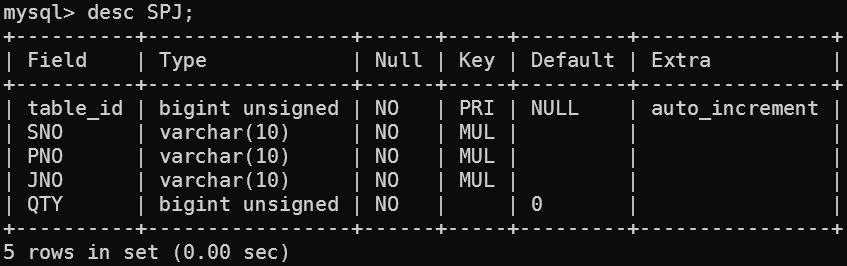 mysql> desc SPJ;
+----------+-----------------+------+-----+---------+----------------+
| Field    | Type            | Null | Key | Default | Extra          |
+----------+-----------------+------+-----+---------+----------------+
| table_id | bigint unsigned | NO   | PRI | NULL    | auto_increment |
| SNO      | varchar(10)     | NO   | MUL |         |                |
| PNO      | varchar(10)     | NO   | MUL |         |                |
| JNO      | varchar(10)     | NO   | MUL |         |                |
| QTY      | bigint unsigned | NO   |     | 0       |                |
+----------+-----------------+------+-----+---------+----------------+
5 rows in set (0.00 sec)